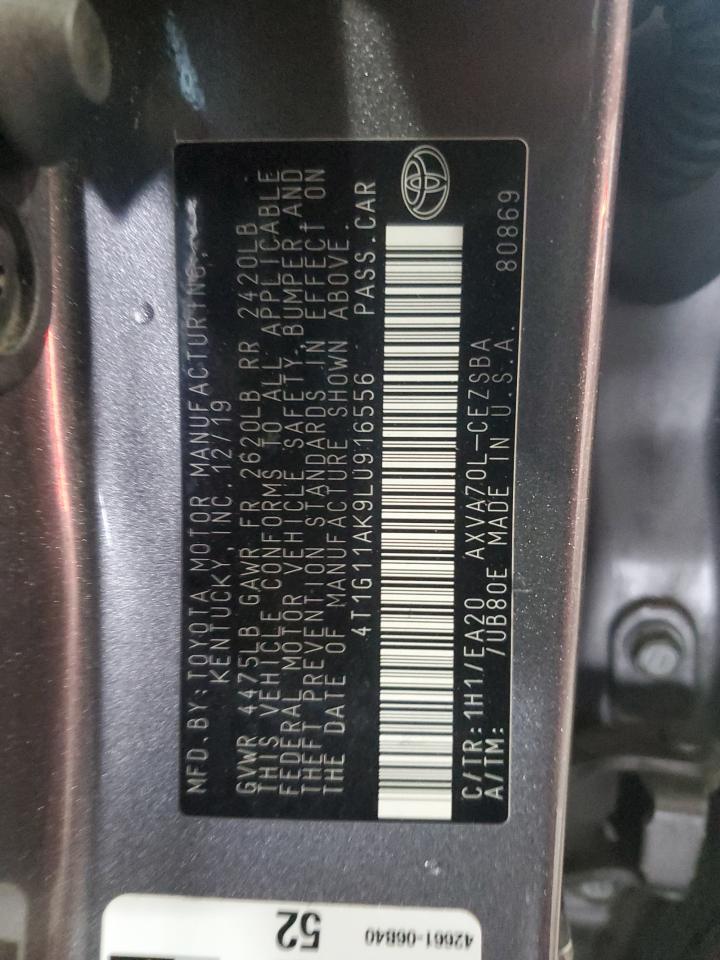 MFD. BY: TOYOTA MOTOR MANUFACTURING,
KENTUCKY, INC. 12/19
GVWR 4475LB GAWR FR 2620LB RR 2420LB
THIS VEHICLE CONFORMS TO ALL APPLICABLE
FEDERAL MOTOR VEHICLE SAFETY, BUMPER AND
THEFT PREVENTION STANDARDS IN EFFECT ON
THE DATE OF MANUFACTURE SHOWN ABOVE.
4T1G11AK9LU916556 PASS.CAR
C/TR:1H1/EA20 AXVA70L-CEZSBA
A/TM: /UB80E MADE IN U.S.A. 80869
52
42661-06B40